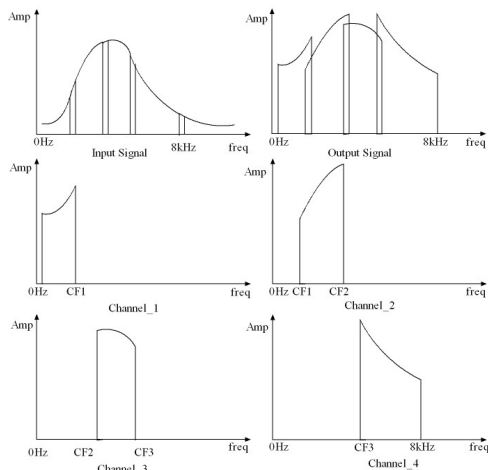 Amp
0Hz
Input Signal
8kHz
freq
Amp
0Hz
Output Signal
8kHz
freq
Amp
0Hz
CF1
freq
Channel_1
Amp
0Hz
CF1
CF2
freq
Channel_2
Amp
0Hz
CF2
CF3
freq
Channel_3
Amp
0Hz
CF3
8kHz
freq
Channel_4